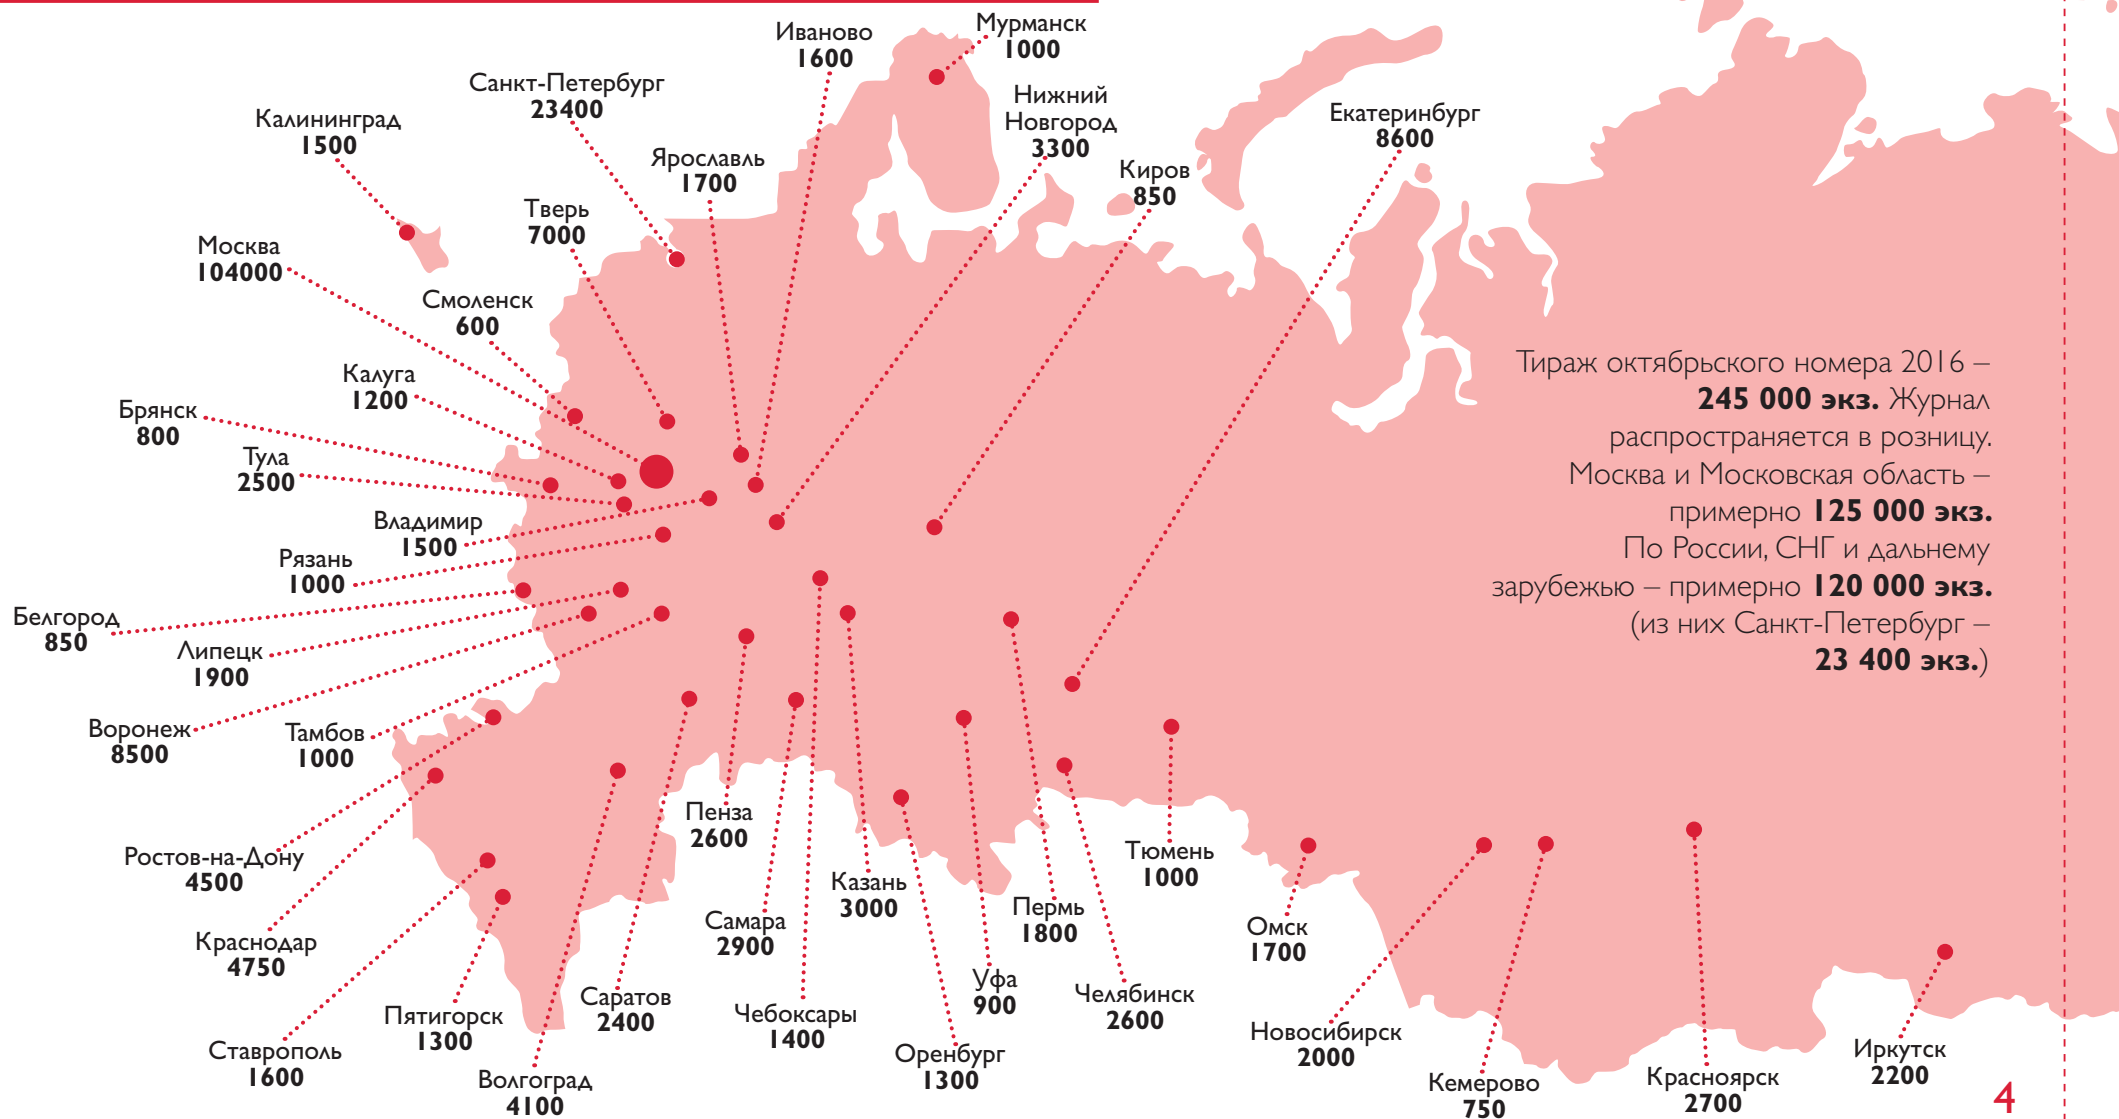 Мурманск
1000
Иваново
1600
Санкт-Петербург
23400
Нижний
Новгород
3300
Екатеринбург
8600
Калининград
1500
Ярославль
1700
Киров
850
Тверь
7000
Москва
104000
Смоленск
600
Калуга
1200
Брянск
800
Тула
2500
Владимир
1500
Рязань
1000
Белгород
850
Липецк
1900
Воронеж
8500
Тамбов
1000
Ростов-на-Дону
4500
Краснодар
4750
Ставрополь
1600
Пятигорск
1300
Волгоград
4100
Саратов
2400
Пенза
2600
Самара
2900
Чебоксары
1400
Казань
3000
Оренбург
1300
Уфа
900
Пермь
1800
Челябинск
2600
Тюмень
1000
Омск
1700
Новосибирск
2000
Кемерово
750
Красноярск
2700
Иркутск
2200
Тираж октябрьского номера 2016 –
245 000 экз. Журнал
распространяется в розницу.
Москва и Московская область –
примерно 125 000 экз.
По России, СНГ и дальнему
зарубежью – примерно 120 000 экз.
(из них Санкт-Петербург –
23 400 экз.)
4